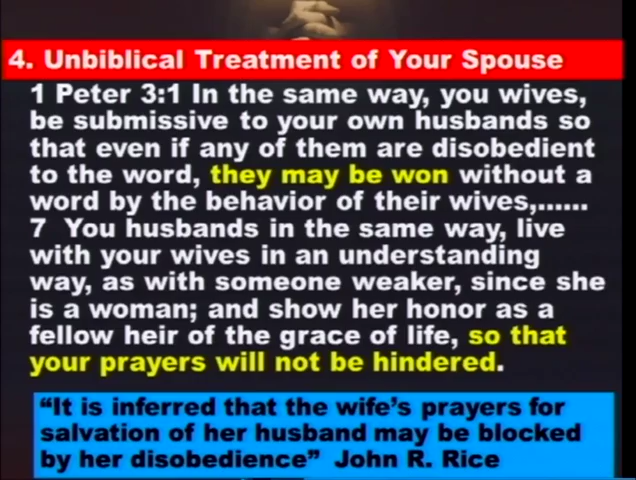 4. Unbiblical Treatment of Your Spouse
1 Peter 3:1 In the same way, you wives,
be submissive to your own husbands so
that even if any of them are disobedient
to the word, they may be won without a
word by the behavior of their wives,......
7 You husbands in the same way, live
with your wives in an understanding
way, as with someone weaker, since she
is a woman; and show her honor as a
fellow heir of the grace of life, so that
your prayers will not be hindered.
“It is inferred that the wife’s prayers for
salvation of her husband may be blocked
by her disobedience” John R. Rice